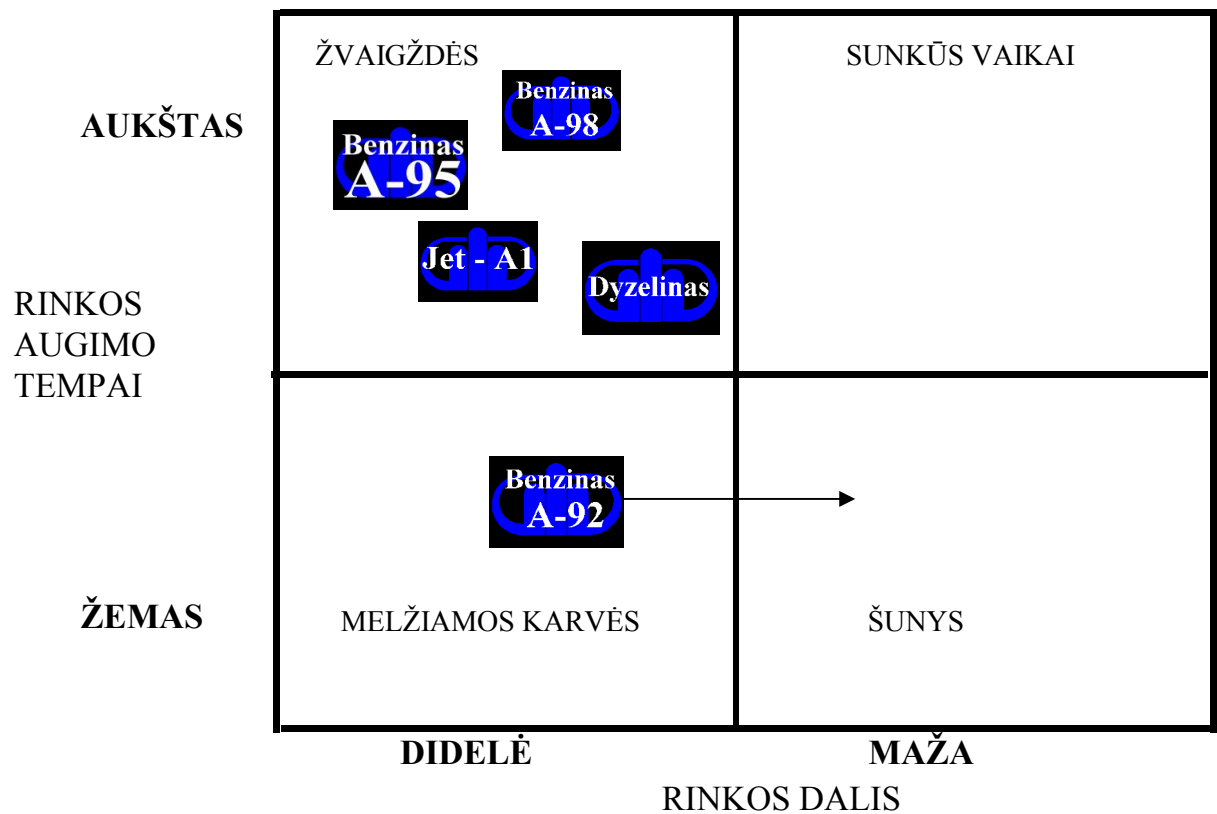 ŽVAIGŽDĖS
SUNKŪS VAIKAI
Benzinas
A-98
AUKŠTAS
Benzinas
A-95
Jet - A1
Dyzelinas
RINKOS
AUGIMO
TEMPAI
Benzinas
A-92
ŽEMAS
MELŽIAMOS KARVĖS
ŠUNYS
DIDELĖ
MAŽA
RINKOS DALIS